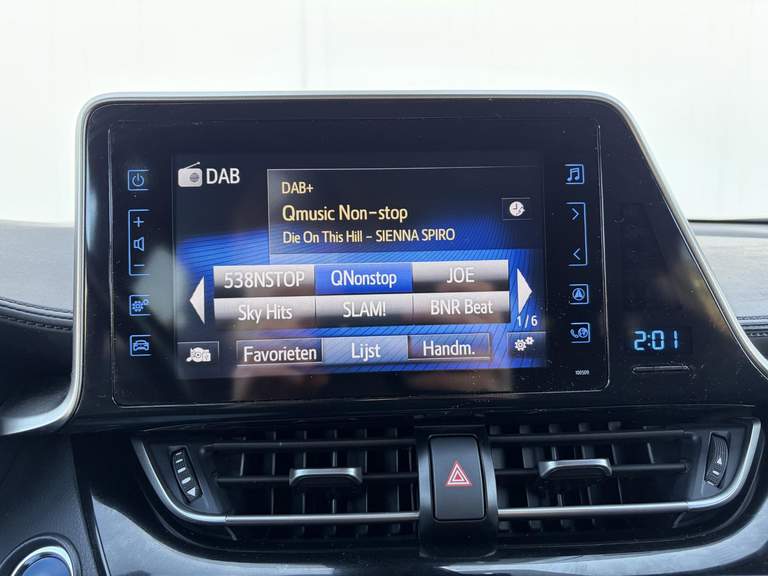 DAB
DAB+
Qmusic Non-stop
Die On This Hill - SIENNA SPIRO
538NSTOP QNonstop JOE
Sky Hits SLAM! BNR Beat
1/6
Favorieten Lijst Handm.
100509
2:01